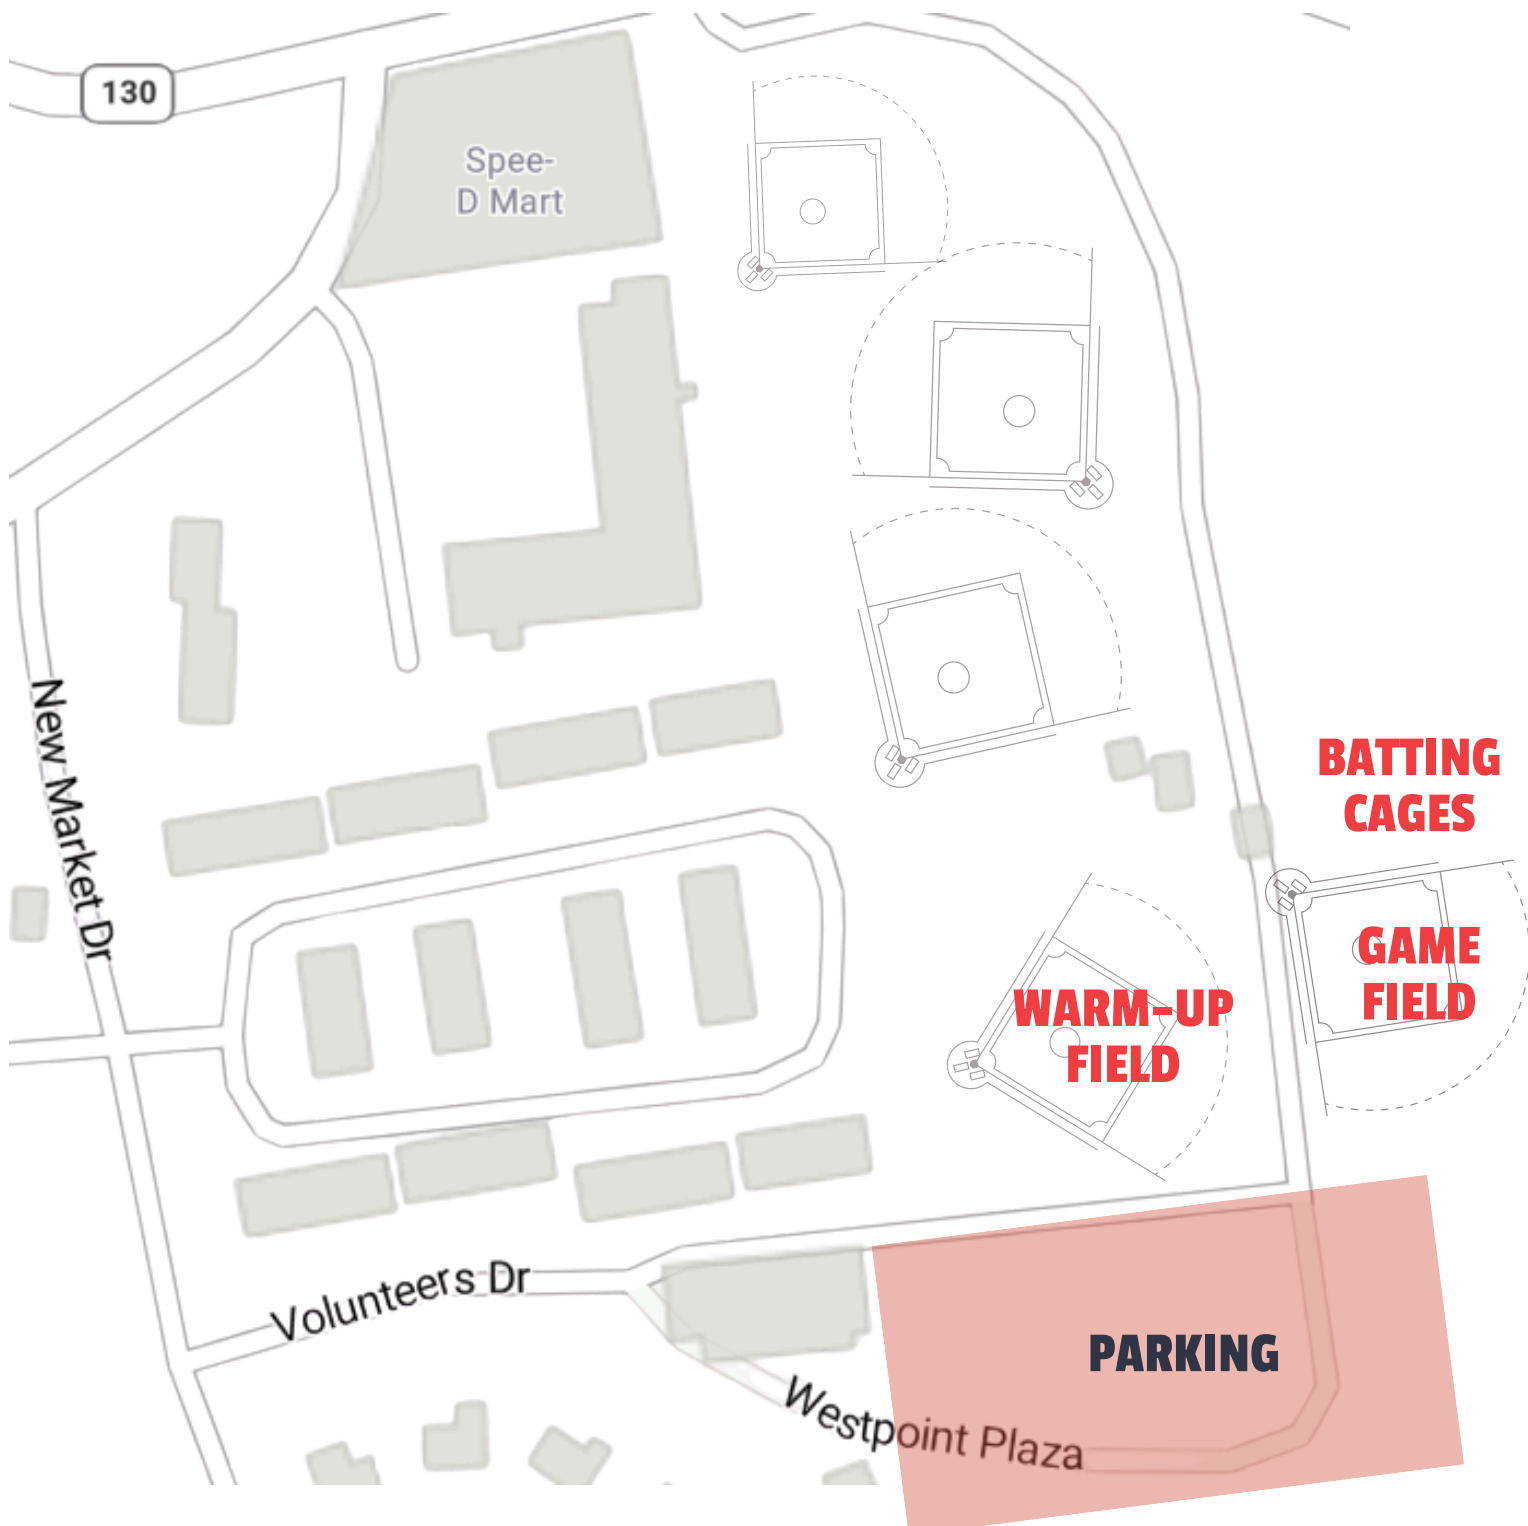 130
Spee-
D Mart
New Market Dr
BATTING
CAGES
GAME
FIELD
WARM-UP
FIELD
Volunteers Dr
PARKING
Westpoint Plaza